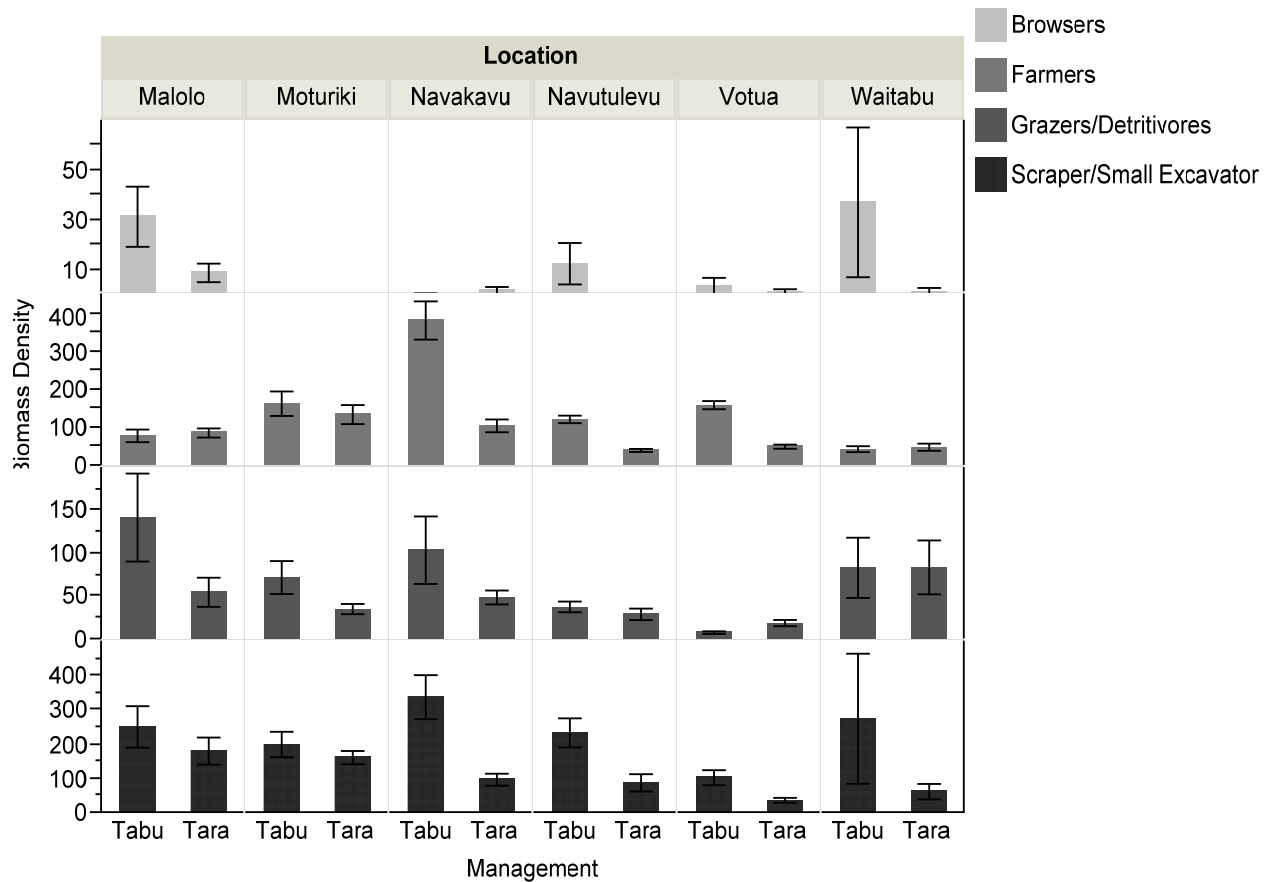 Browsers
Farmers
Grazers/Detritivores
Scraper/Small Excavator
Location
Malolo Moturiki Navakavu Navutulevu Votua Waitabu
50
30
10
Biomass Density
400
300
200
100
0
150
100
50
0
400
300
200
100
0
Tabu Tara Tabu Tara Tabu Tara Tabu Tara Tabu Tara Tabu Tara
Management